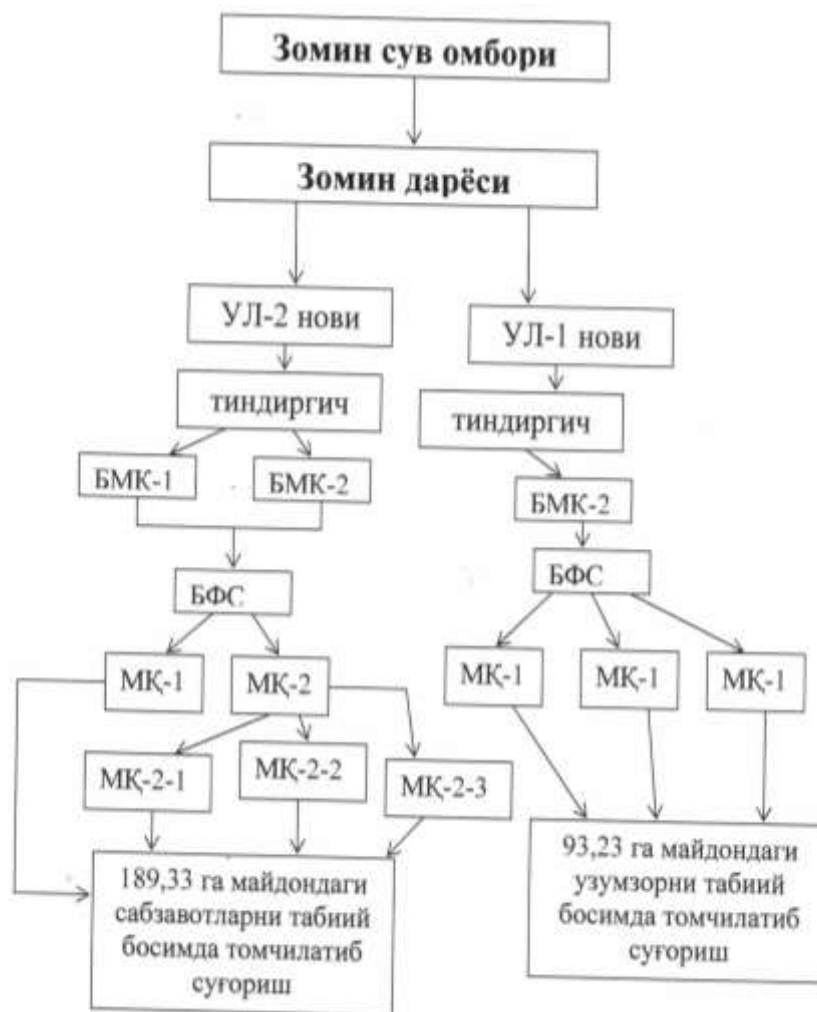 Зомин сув омбори
Зомин дарёси
УЛ-2 нови
УЛ-1 нови
тиндиргич
тиндиргич
БМК-1
БМК-2
БМК-2
БФС
БФС
МҚ-1
МҚ-2
МҚ-1
МҚ-1
МҚ-1
МҚ-2-1
МҚ-2-2
МҚ-2-3
189,33 га майдондаги
сабзавотларни табиий
босимда томчилатиб
суғориш
93,23 га майдондаги
узумзорни табиий
босимда томчилатиб
суғориш